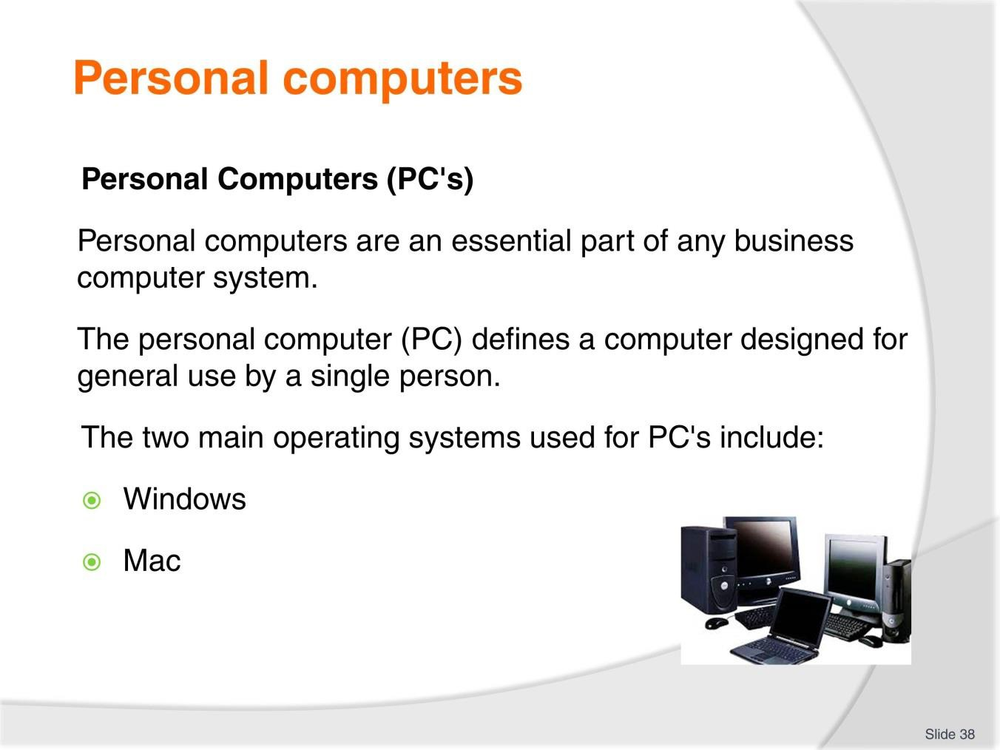 Personal computers
Personal Computers (PC's)
Personal computers are an essential part of any business
computer system.
The personal computer (PC) defines a computer designed for
general use by a single person.
The two main operating systems used for PC's include:
Windows
Mac
Slide 38